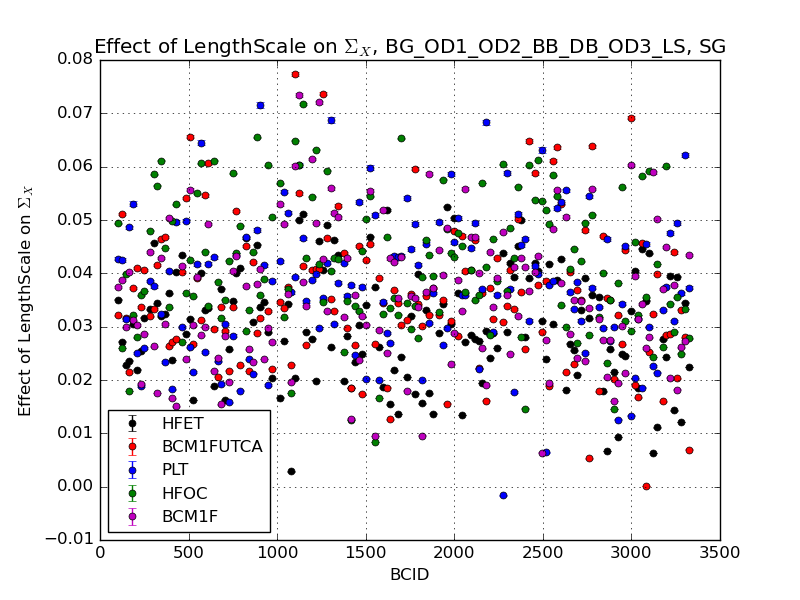 Effect of LengthScale on Σ_X, BG_OD1_OD2_BB_DB_OD3_LS, SG
0.08
0.07
0.06
0.05
0.04
0.03
0.02
0.01
0.00
−0.01
Effect of LengthScale on Σ_X
HFET
BCM1FUTCA
PLT
HFOC
BCM1F
0 500 1000 1500 2000 2500 3000 3500
BCID